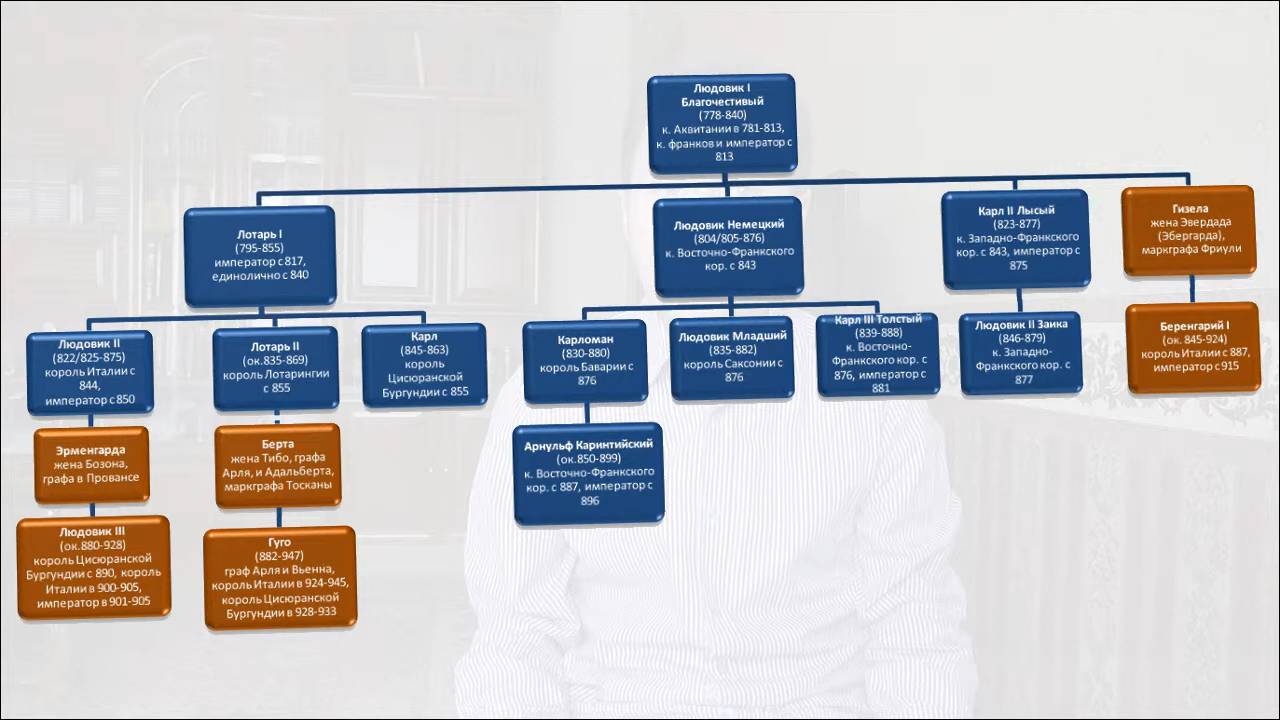 Людовик I
Благочестивый
(778-840)
к. Аквитании в 781-813,
к. франков и император с
813
Лотарь I
(795-855)
император с 817,
единолично с 840
Людовик Немецкий
(804/805-876)
к. Восточно-Франкского
кор. с 843
Карл II Лысый
(823-877)
к. Западно-Франкского
кор. с 843, император с
875
Гизела
жена Эвердада
(Эбергарда),
маркграфа Фриули
Людовик II
(822/825-875)
король Италии с
844,
император с 850
Лотарь II
(ок.835-869)
король Лотарингии
с 855
Карл
(845-863)
король
Цисюранской
Бургундии с 855
Карломан
(830-880)
король Баварии с
876
Людовик Младший
(835-882)
король Саксонии с
876
Карл III Толстый
(839-888)
к. Восточно-
Франкского кор. с
876, император с
881
Людовик II Заика
(846-879)
к. Западно-
Франкского кор. с
877
Беренгарий I
(ок. 845-924)
король Италии с 887,
император с 915
Эрменгарда
жена Бозона,
графа в Провансе
Берта
жена Тибо, графа
Арля, и Адальберта,
маркграфа Тосканы
Арнульф Каринтийский
(ок.850-899)
к. Восточно-Франкского
кор. с 887, император с
896
Людовик III
(ок.880-928)
король Цисюранской
Бургундии с 890, король
Италии в 900-905,
император в 901-905
Гуго
(882-947)
граф Арля и Вьенна,
король Италии в 924-945,
король Цисюранской
Бургундии в 928-933